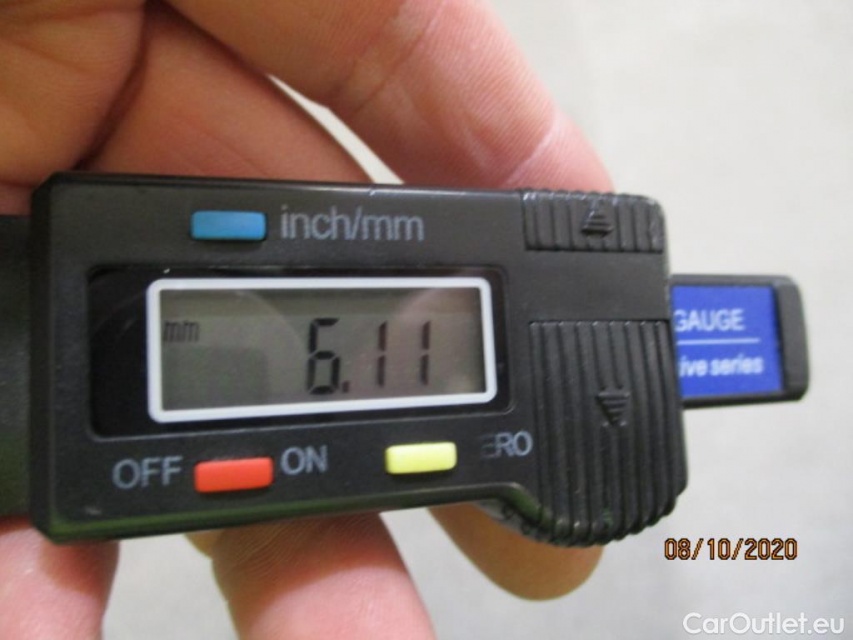 inch/mm
mm
6.11
GAUGE
ive series
OFF ON
ERO
08/10/2020
CarOutlet.eu